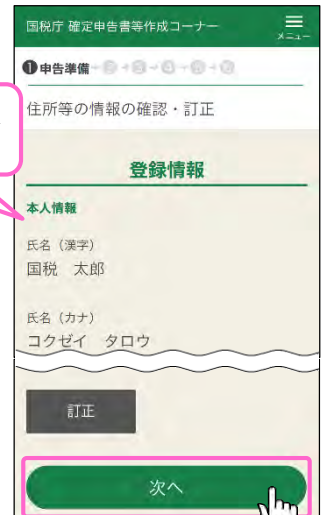 国税庁 確定申告書等作成コーナー
メニュー
❶申告準備
住所等の情報の確認・訂正
登録情報
本人情報
氏名（漢字）
国税　太郎
氏名（カナ）
コクゼイ　タロウ
訂正
次へ